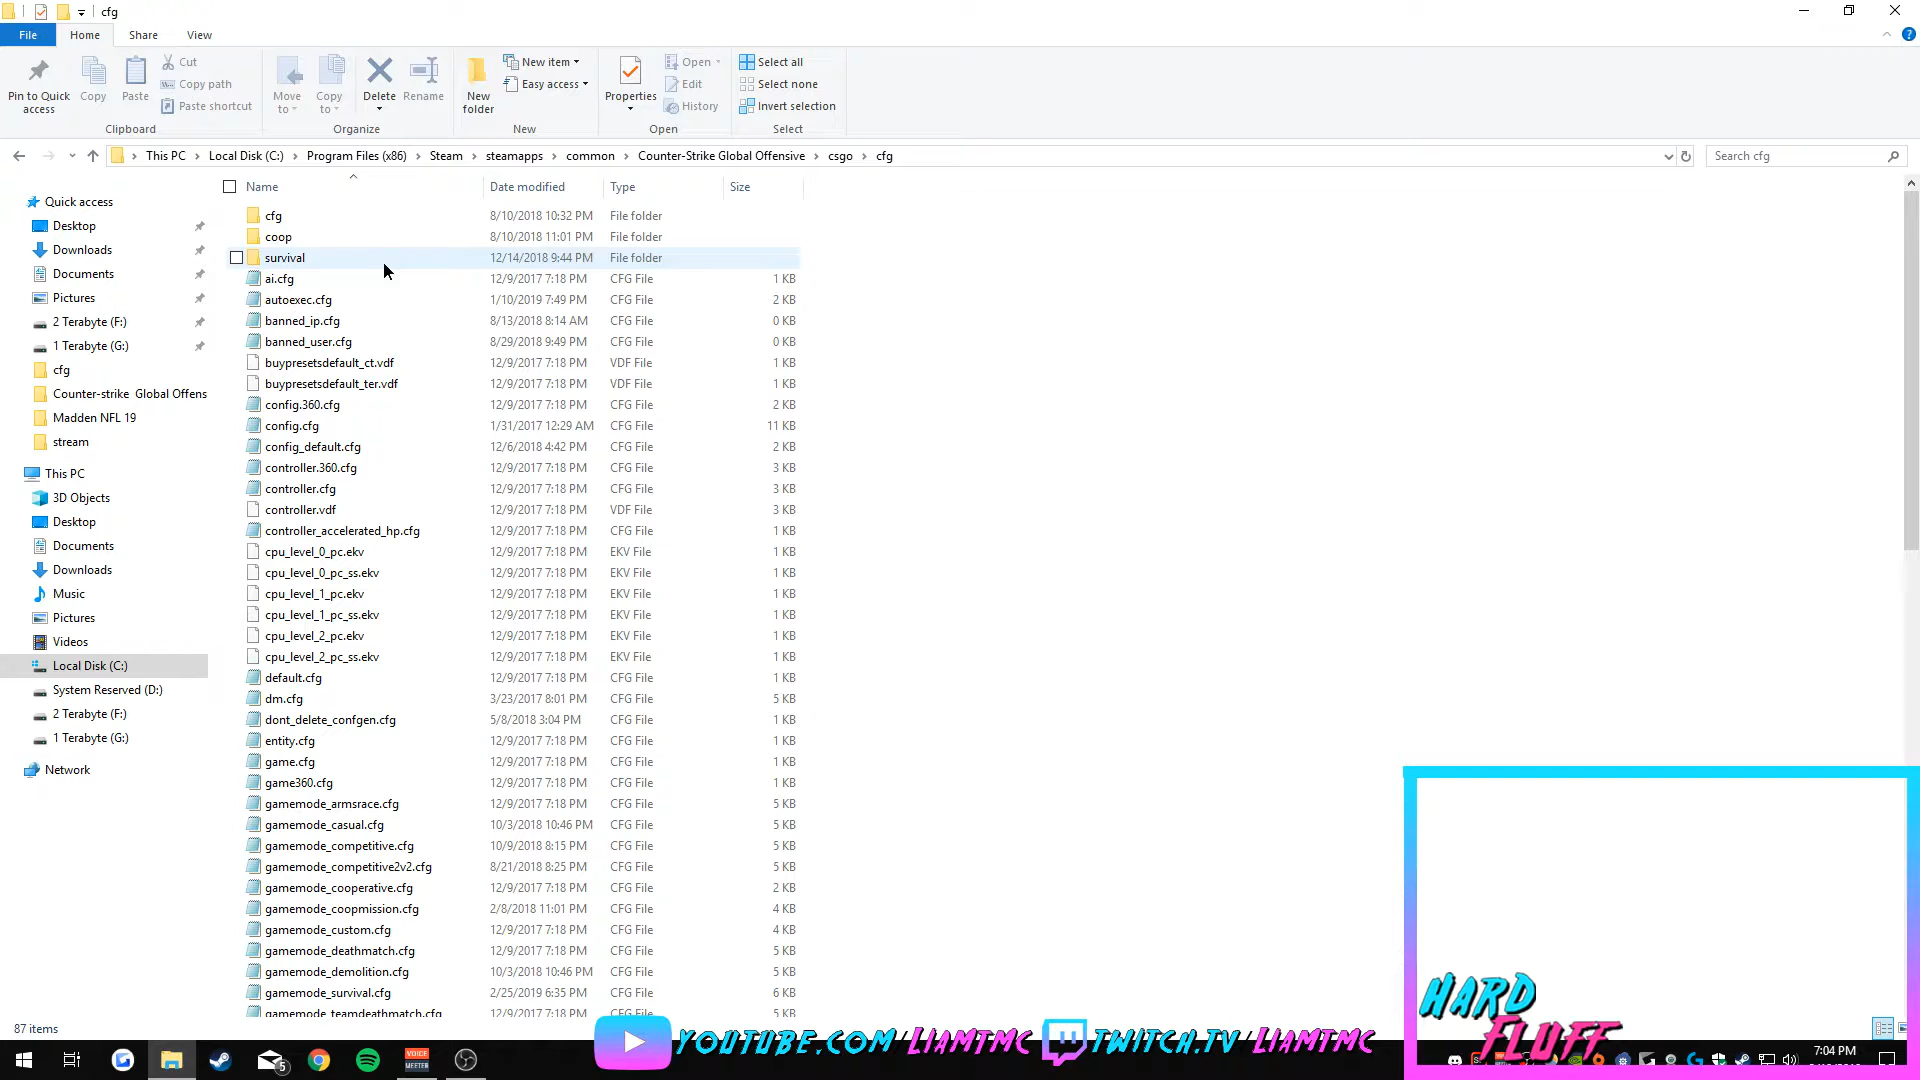 cfg
File Home Share View
Pin to Quick access
Copy
Paste
Cut
Copy path
Paste shortcut
Clipboard
Move to
Copy to
Delete
Rename
Organize
New folder
New item
Easy access
New
Properties
Open
Edit
History
Open
Select all
Select none
Invert selection
Select
This PC > Local Disk (C:) > Program Files (x86) > Steam > steamapps > common > Counter-Strike Global Offensive > csgo > cfg
Search cfg
Quick access
Desktop
Downloads
Documents
Pictures
2 Terabyte (F:)
1 Terabyte (G:)
cfg
Counter-strike Global Offens
Madden NFL 19
stream
This PC
3D Objects
Desktop
Documents
Downloads
Music
Pictures
Videos
Local Disk (C:)
System Reserved (D:)
2 Terabyte (F:)
1 Terabyte (G:)
Network
Name Date modified Type Size
cfg 8/10/2018 10:32 PM File folder
coop 8/10/2018 11:01 PM File folder
survival 12/14/2018 9:44 PM File folder
ai.cfg 12/9/2017 7:18 PM CFG File 1 KB
autoexec.cfg 1/10/2019 7:49 PM CFG File 2 KB
banned_ip.cfg 8/13/2018 8:14 AM CFG File 0 KB
banned_user.cfg 8/29/2018 9:49 PM CFG File 0 KB
buypresetsdefault_ct.vdf 12/9/2017 7:18 PM VDF File 1 KB
buypresetsdefault_ter.vdf 12/9/2017 7:18 PM VDF File 1 KB
config.360.cfg 12/9/2017 7:18 PM CFG File 2 KB
config.cfg 1/31/2017 12:29 AM CFG File 11 KB
config_default.cfg 12/6/2018 4:42 PM CFG File 2 KB
controller.360.cfg 12/9/2017 7:18 PM CFG File 3 KB
controller.cfg 12/9/2017 7:18 PM CFG File 3 KB
controller.vdf 12/9/2017 7:18 PM VDF File 3 KB
controller_accelerated_hp.cfg 12/9/2017 7:18 PM CFG File 1 KB
cpu_level_0_pc.ekv 12/9/2017 7:18 PM EKV File 1 KB
cpu_level_0_pc_ss.ekv 12/9/2017 7:18 PM EKV File 1 KB
cpu_level_1_pc.ekv 12/9/2017 7:18 PM EKV File 1 KB
cpu_level_1_pc_ss.ekv 12/9/2017 7:18 PM EKV File 1 KB
cpu_level_2_pc.ekv 12/9/2017 7:18 PM EKV File 1 KB
cpu_level_2_pc_ss.ekv 12/9/2017 7:18 PM EKV File 1 KB
default.cfg 12/9/2017 7:18 PM CFG File 1 KB
dm.cfg 3/23/2017 8:01 PM CFG File 5 KB
dont_delete_confgen.cfg 5/8/2018 3:04 PM CFG File 1 KB
entity.cfg 12/9/2017 7:18 PM CFG File 1 KB
game.cfg 12/9/2017 7:18 PM CFG File 1 KB
game360.cfg 12/9/2017 7:18 PM CFG File 1 KB
gamemode_armsrace.cfg 12/9/2017 7:18 PM CFG File 5 KB
gamemode_casual.cfg 10/3/2018 10:46 PM CFG File 5 KB
gamemode_competitive.cfg 10/9/2018 8:15 PM CFG File 5 KB
gamemode_competitive2v2.cfg 8/21/2018 8:25 PM CFG File 5 KB
gamemode_cooperative.cfg 12/9/2017 7:18 PM CFG File 2 KB
gamemode_coopmission.cfg 2/8/2018 11:01 PM CFG File 4 KB
gamemode_custom.cfg 12/9/2017 7:18 PM CFG File 4 KB
gamemode_deathmatch.cfg 12/9/2017 7:18 PM CFG File 5 KB
gamemode_demolition.cfg 10/3/2018 10:46 PM CFG File 5 KB
gamemode_survival.cfg 2/25/2019 6:35 PM CFG File 6 KB
gamemode_teamdeathmatch.cfg 12/9/2017 7:18 PM CFG File 5 KB
87 items
YOUTUBE.COM/LIAMTMC TWITCH.TV/LIAMTMC
HARD
FLUFF
5
VOICE
MEETER
7:04 PM